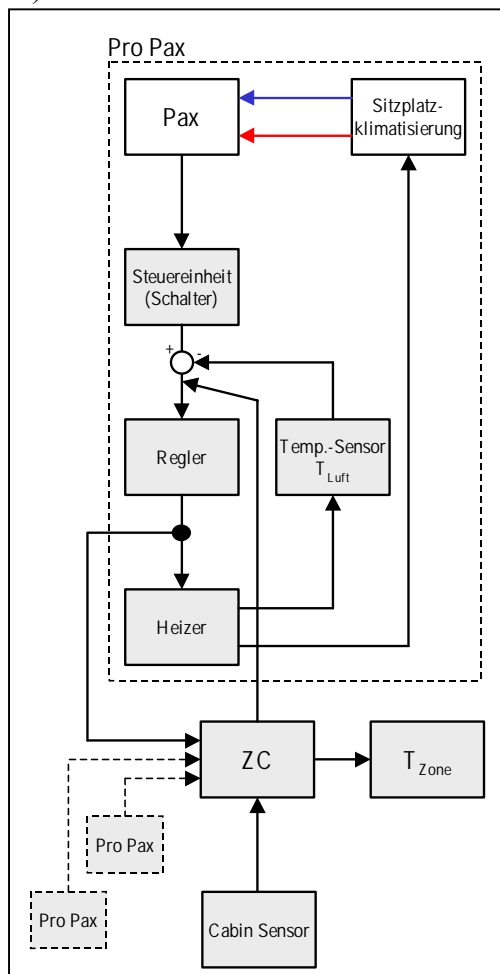 )
Pro Pax
Pax
Sitzplatz-
klimatisierung
Steuereinheit
(Schalter)
+
-
Regler
Temp.-Sensor
T Luft
Heizer
ZC
T Zone
Pro Pax
Pro Pax
Cabin Sensor